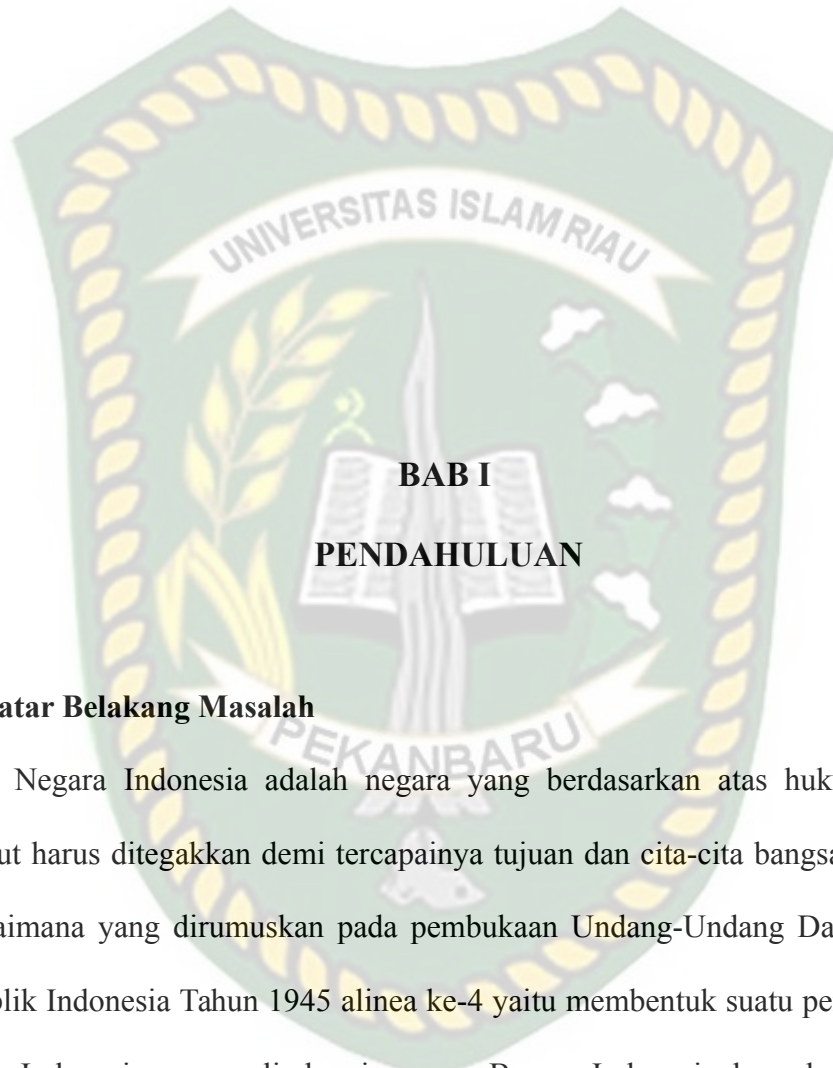 UNIVERSITAS ISLAM RIAU
BAB I
PENDAHULUAN
atar Belakang Masalah
PEKANBARU
Negara Indonesia adalah negara yang berdasarkan atas huk
ut harus ditegakkan demi tercapainya tujuan dan cita-cita bangsa
aimana yang dirumuskan pada pembukaan Undang-Undang Da
blik Indonesia Tahun 1945 alinea ke-4 yaitu membentuk suatu pe